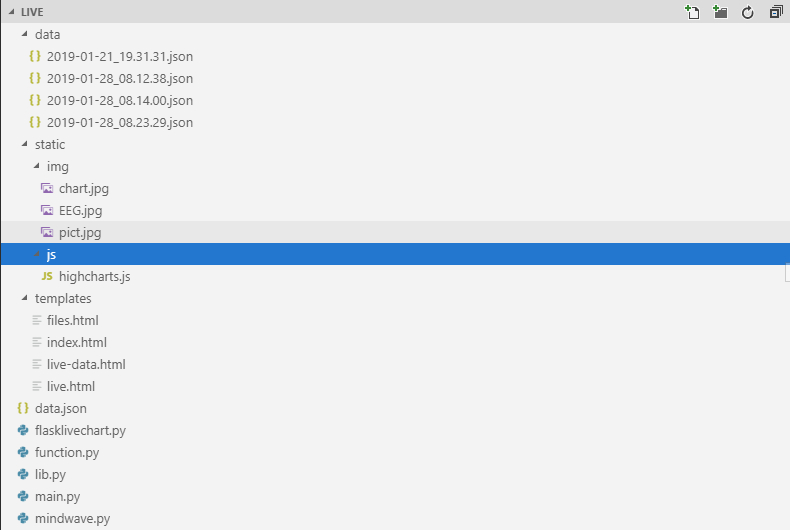 LIVE
data
{ } 2019-01-21_19.31.31.json
{ } 2019-01-28_08.12.38.json
{ } 2019-01-28_08.14.00.json
{ } 2019-01-28_08.23.29.json
static
img
chart.jpg
EEG.jpg
pict.jpg
js
JS highcharts.js
templates
files.html
index.html
live-data.html
live.html
{ } data.json
flasklivechart.py
function.py
lib.py
main.py
mindwave.py